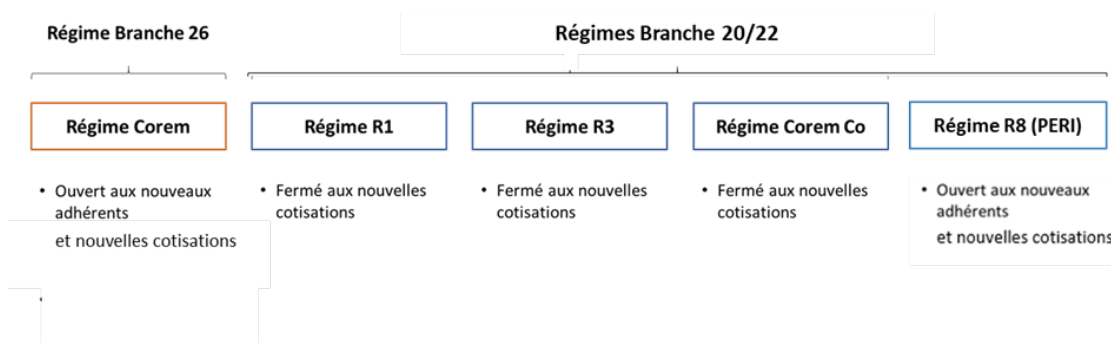 Régime Branche 26
Régimes Branche 20/22
Régime Corem
Régime R1
Régime R3
Régime Corem Co
Régime R8 (PERI)
• Ouvert aux nouveaux
adhérents
et nouvelles cotisations
• Fermé aux nouvelles
cotisations
• Fermé aux nouvelles
cotisations
• Fermé aux nouvelles
cotisations
• Ouvert aux nouveaux
adhérents
et nouvelles cotisations